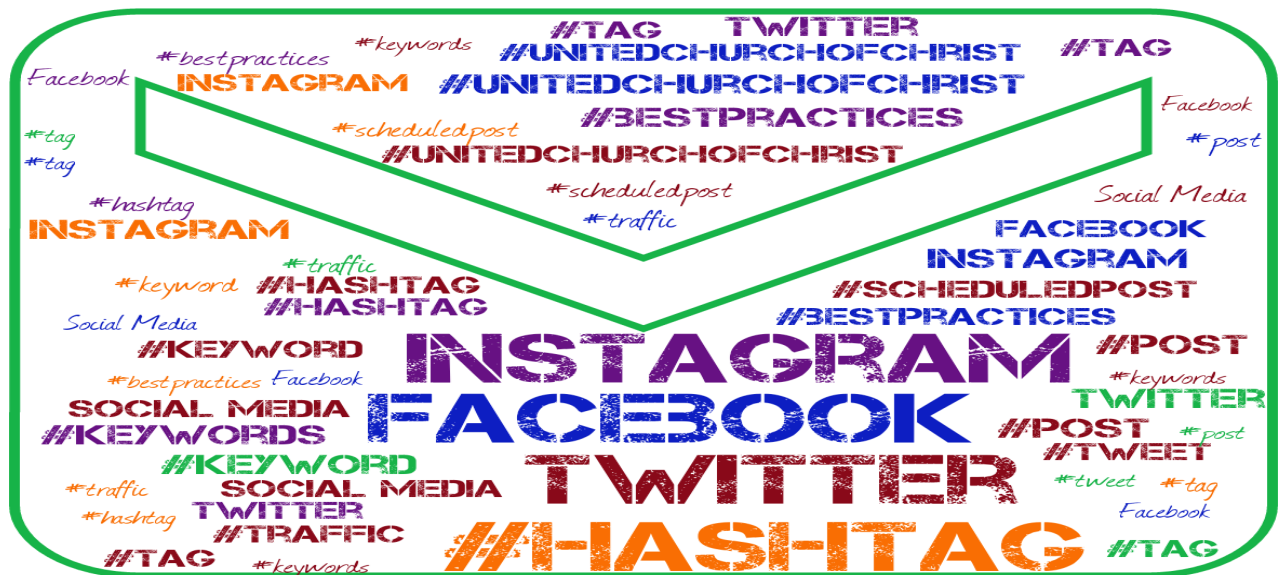 #TAG TWITTER
#keywords #UNITEDCHURCHOFCHRIST #TAG
#bestpractices
Facebook INSTAGRAM #UNITEDCHURCHOFCHRIST
Facebook
#BESTPRACTICES
#scheduledpost
#tag #post
#UNITEDCHURCHOFCHRIST
#tag
#scheduledpost Social Media
#hashtag
#traffic
INSTAGRAM FACEBOOK
INSTAGRAM
#traffic
#keyword #HASHTAG #SCHEDULEDPOST
#HASHTAG #BESTPRACTICES
Social Media
#KEYWORD INSTAGRAM #POST
#bestpractices Facebook #keywords
TWITTER
SOCIAL MEDIA FACEBOOK
#KEYWORDS #POST #post
#TWEET
#KEYWORD TWITTER
#traffic SOCIAL MEDIA #tweet #tag
#hashtag TWITTER Facebook
#TRAFFIC #HASHTAG
#TAG #TAG
#keywords